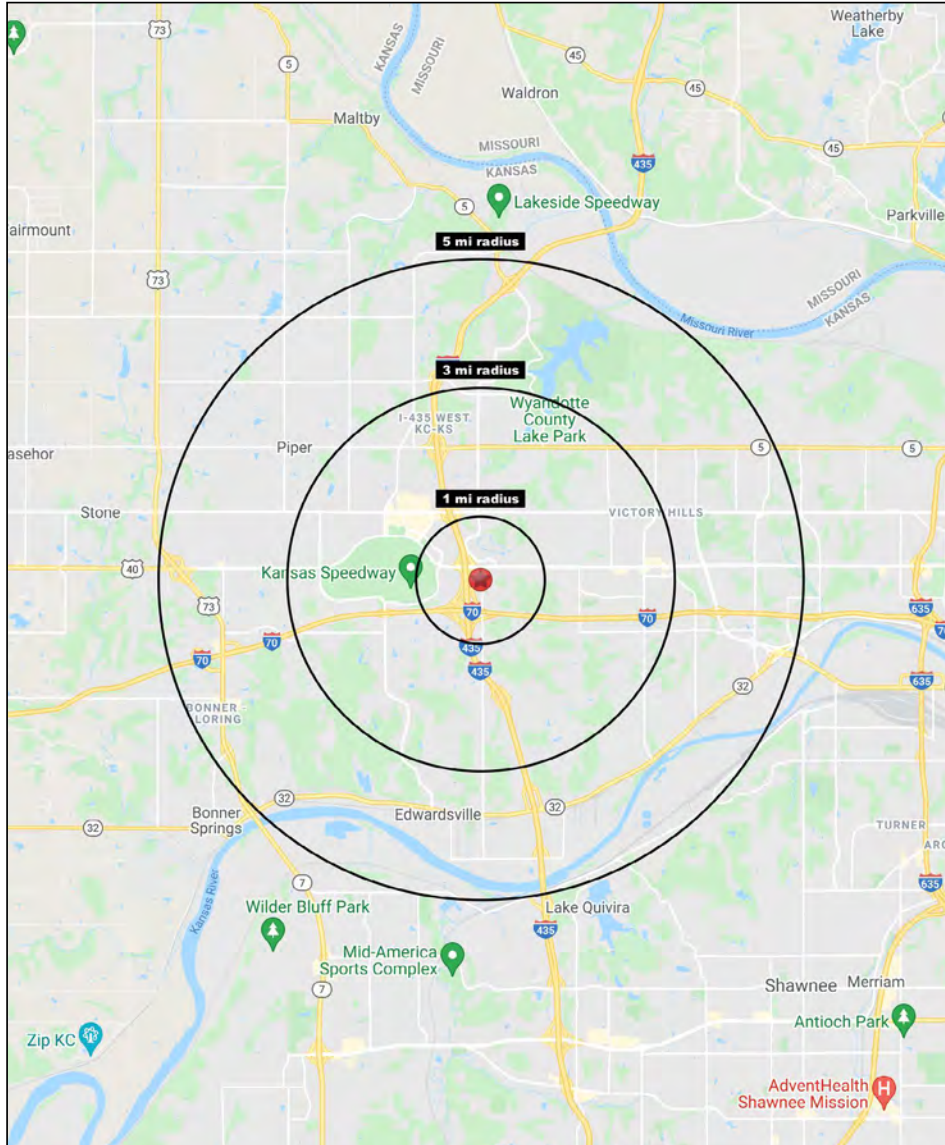 Weatherby
Lake
73
KANSAS
MISSOURI
5
45
Waldron
45
Maltby
45
MISSOURI
KANSAS
435
45
5
Lakeside Speedway
Parkville
airmount
5 mi radius
5
73
MISSOURI
KANSAS
Missouri River
3 mi radius
Wyandotte
County
Lake Park
I-435 WEST
KC-KS
Piper
5
5
asehor
1 mi radius
Stone
VICTORY HILLS
40
Kansas Speedway
73
70
70
635
70
70
435
435
635
32
BONNER -
LORING
32
Bonner
Springs
Edwardsville
32
32
TURNER
ARG
7
635
Kansas River
Wilder Bluff Park
Lake Quivira
435
Mid-America
Sports Complex
7
Shawnee
Merriam
Antioch Park
Zip KC
AdventHealth
Shawnee Mission
H